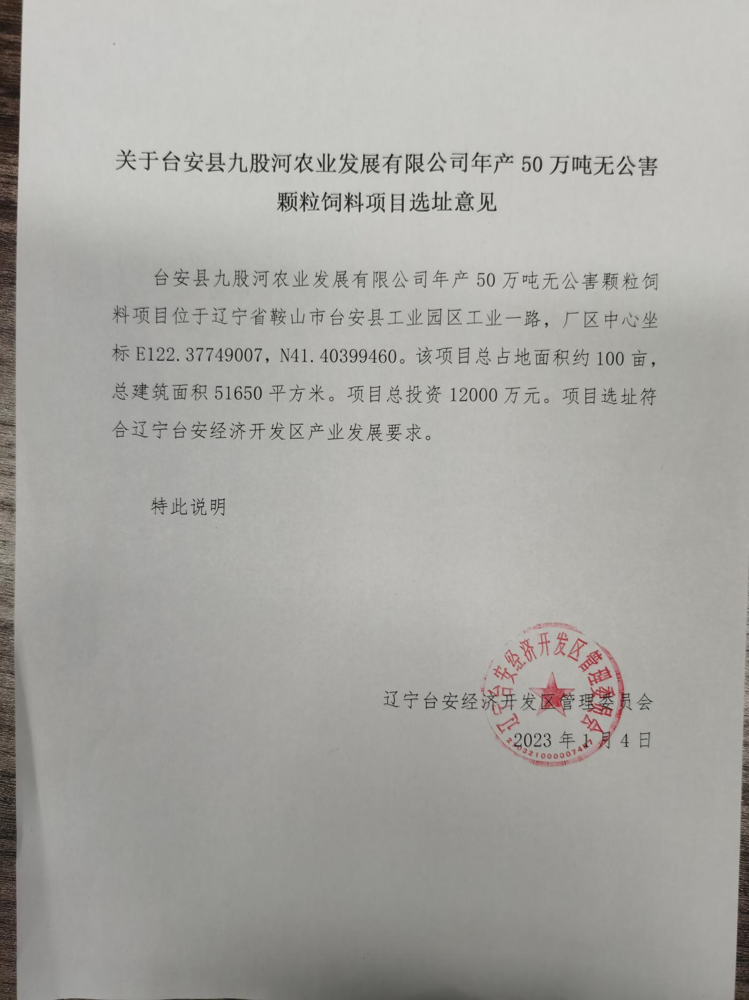 关于台安县九股河农业发展有限公司年产 50 万吨无公害
颗粒饲料项目选址意见
台安县九股河农业发展有限公司年产 50 万吨无公害颗粒饲
料项目位于辽宁省鞍山市台安县工业园区工业一路，厂区中心坐
标 E122.37749007，N41.40399460。该项目总占地面积约 100 亩，
总建筑面积 51650 平方米。项目总投资 12000 万元。项目选址符
合辽宁台安经济开发区产业发展要求。
特此说明
辽宁台安经济开发区管理委员会
辽宁台安经济开发区管理委员会
2023 年 1 月 4 日